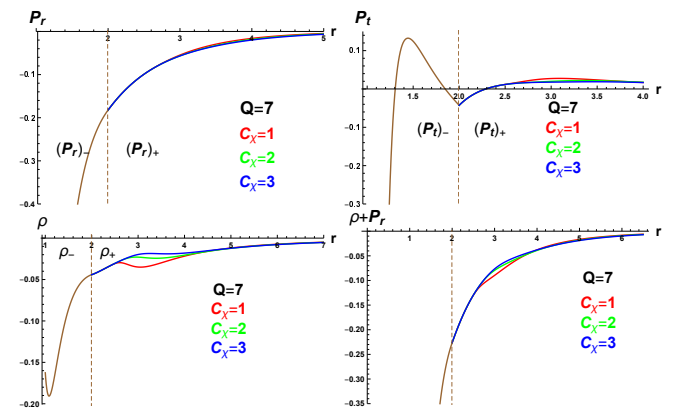 P_r
2 3 4 5 r
−0.1
−0.2
−0.3
−0.4
(P_r)_− (P_r)_+
Q=7
C_χ=1
C_χ=2
C_χ=3
P_t
0.1
−0.1
−0.2
−0.3
1.5 2.0 2.5 3.0 3.5 4.0 r
(P_t)_− (P_t)_+
Q=7
C_χ=1
C_χ=2
C_χ=3
ρ
1 2 3 4 5 6 7 r
−0.05
−0.10
−0.15
−0.20
ρ_− ρ_+
Q=7
C_χ=1
C_χ=2
C_χ=3
ρ+P_r
1 2 3 4 5 6 r
−0.05
−0.10
−0.15
−0.20
−0.25
−0.30
−0.35
Q=7
C_χ=1
C_χ=2
C_χ=3